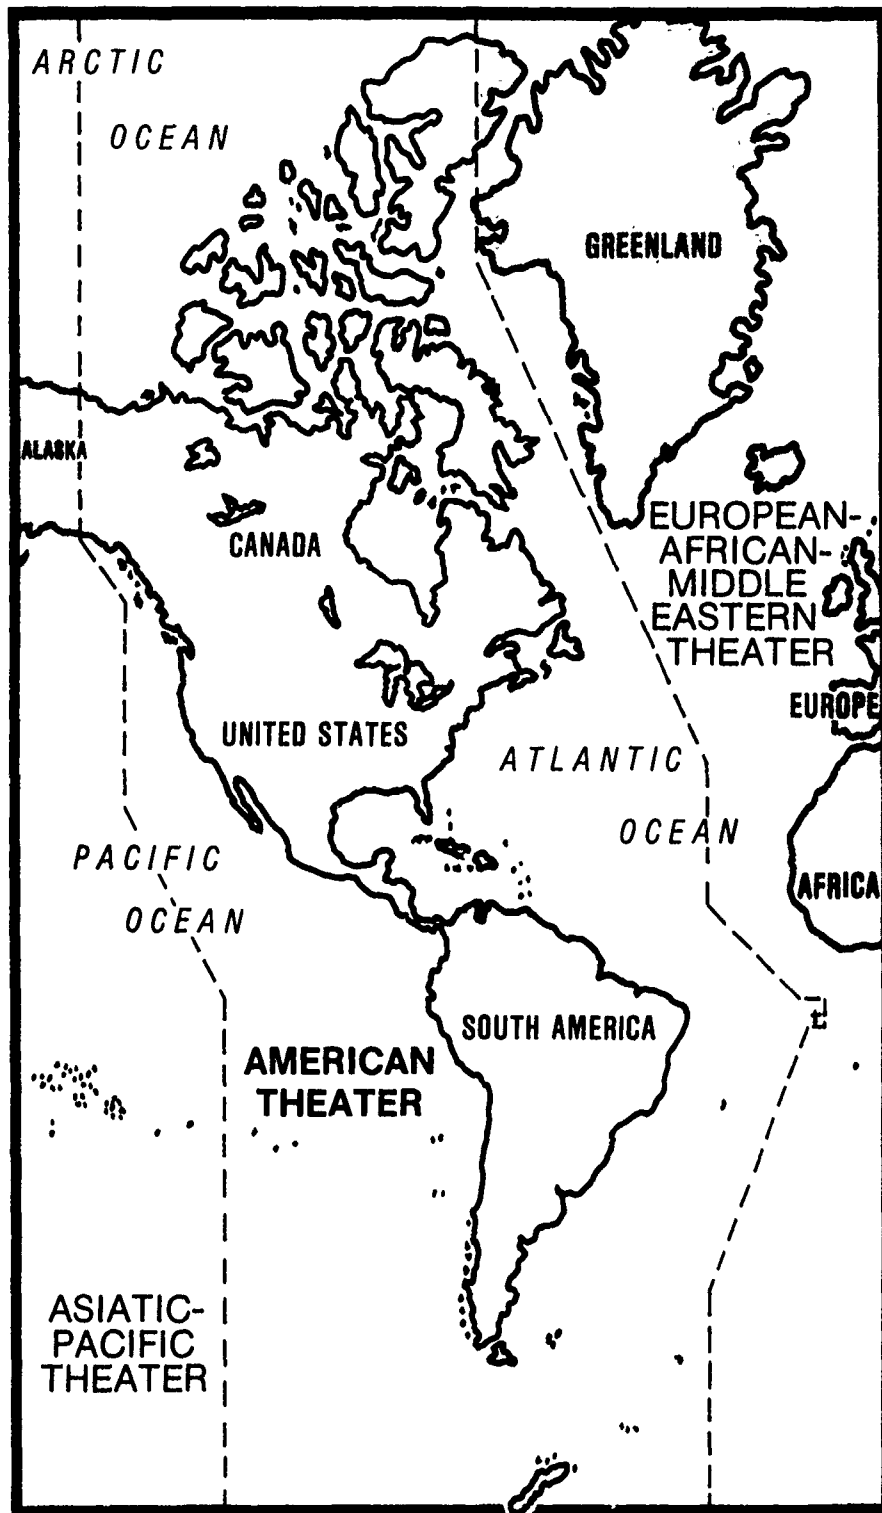 ARCTIC
OCEAN
GREENLAND
ALASKA
CANADA
EUROPEAN-
AFRICAN-
MIDDLE
EASTERN
THEATER
EUROPE
UNITED STATES
ATLANTIC
OCEAN
PACIFIC
OCEAN
AFRICA
SOUTH AMERICA
AMERICAN
THEATER
ASIATIC-
PACIFIC
THEATER